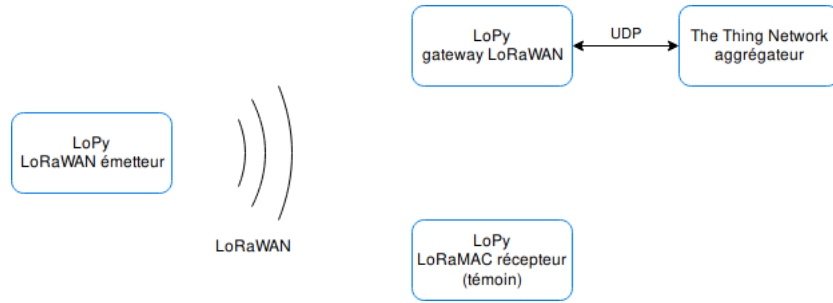 LoPy
gateway LoRaWAN
UDP
The Thing Network
aggrégateur
LoPy
LoRaWAN émetteur
LoRaWAN
LoPy
LoRaMAC récepteur
(témoin)